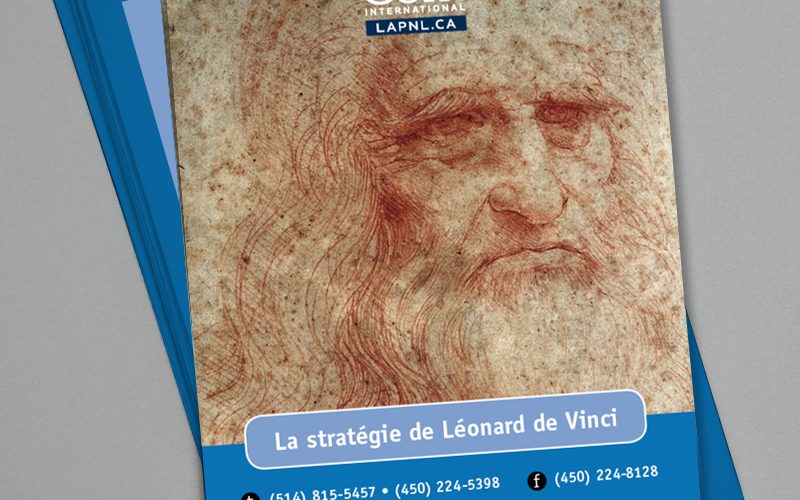 INTERNATIONAL
LAPNL.CA
La stratégie de Léonard de Vinci
t (514) 815-5457 • (450) 224-5398 f (450) 224-8128